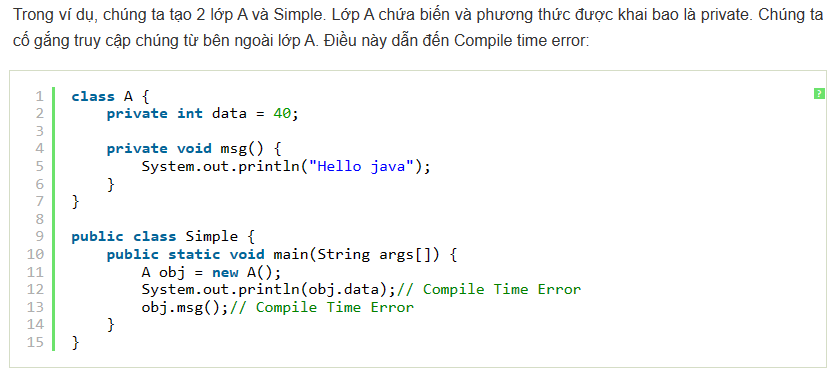 Trong ví dụ, chúng ta tạo 2 lớp A và Simple. Lớp A chứa biến và phương thức được khai bao là private. Chúng ta
cố gắng truy cập chúng từ bên ngoài lớp A. Điều này dẫn đến Compile time error:
?
1 class A {
2     private int data = 40;
3
4     private void msg() {
5         System.out.println("Hello java");
6     }
7 }
8
9 public class Simple {
10     public static void main(String args[]) {
11         A obj = new A();
12         System.out.println(obj.data);// Compile Time Error
13         obj.msg();// Compile Time Error
14     }
15 }